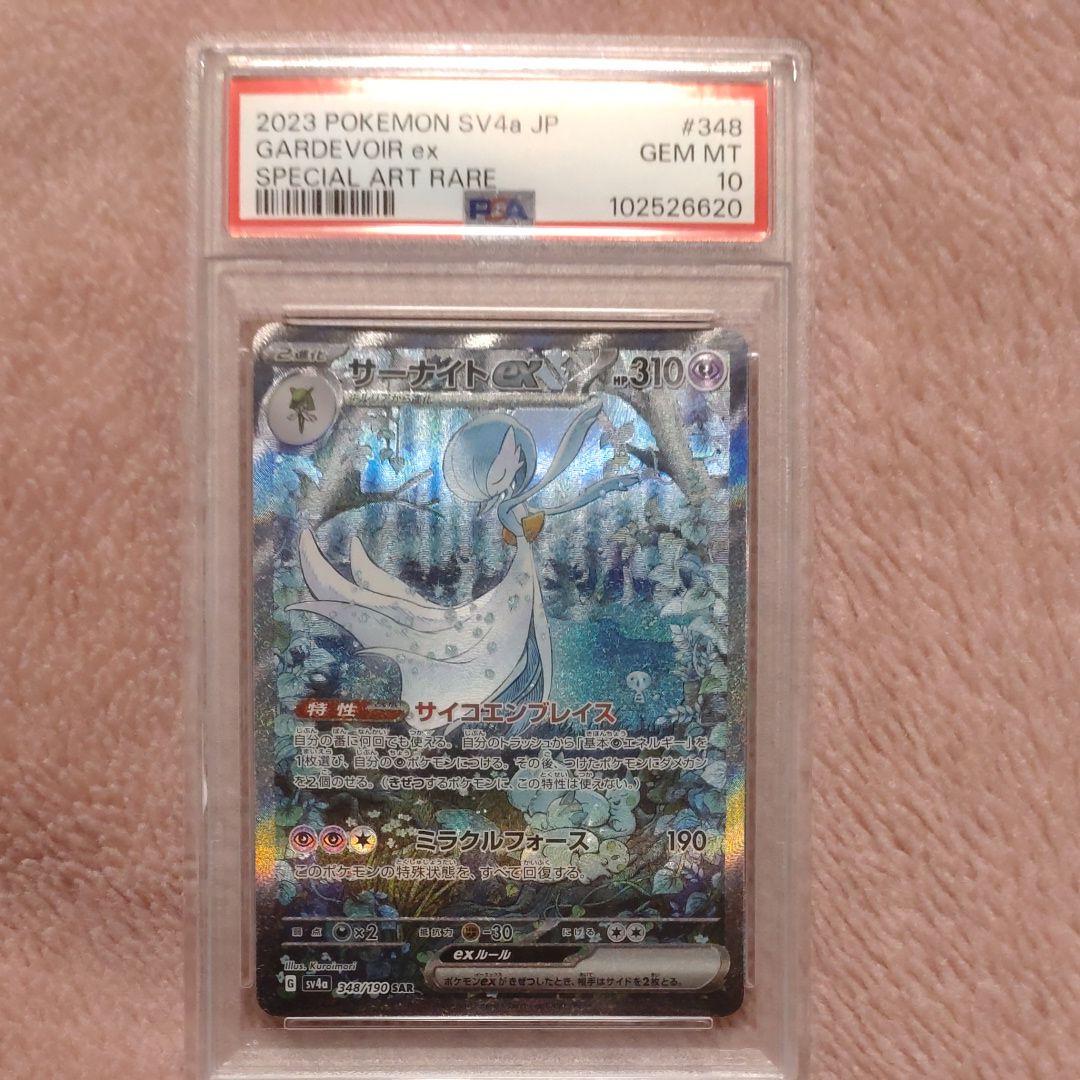 2023 POKEMON SV4a JP #348
GARDEVOIR ex GEM MT
SPECIAL ART RARE 10
PSA 102526620
2進化 サーナイトex HP310
特性 サイコエンブレイス
自分の番に何回でも使える。自分のトラッシュから「基本エネルギー」を
1枚選び、自分のポケモンにつける。その後、つけたポケモンにダメカン
を2個のせる。(きぜつするポケモンに、この特性は使えない。)
ミラクルフォース 190
このポケモンの特殊状態を、すべて回復する。
弱点 ×2 抵抗力 -30 にげる
exルール
ポケモンexがきぜつしたとき、相手はサイドを2枚とる。
Illus. Kuroimori
G sv4a 348/190 SAR